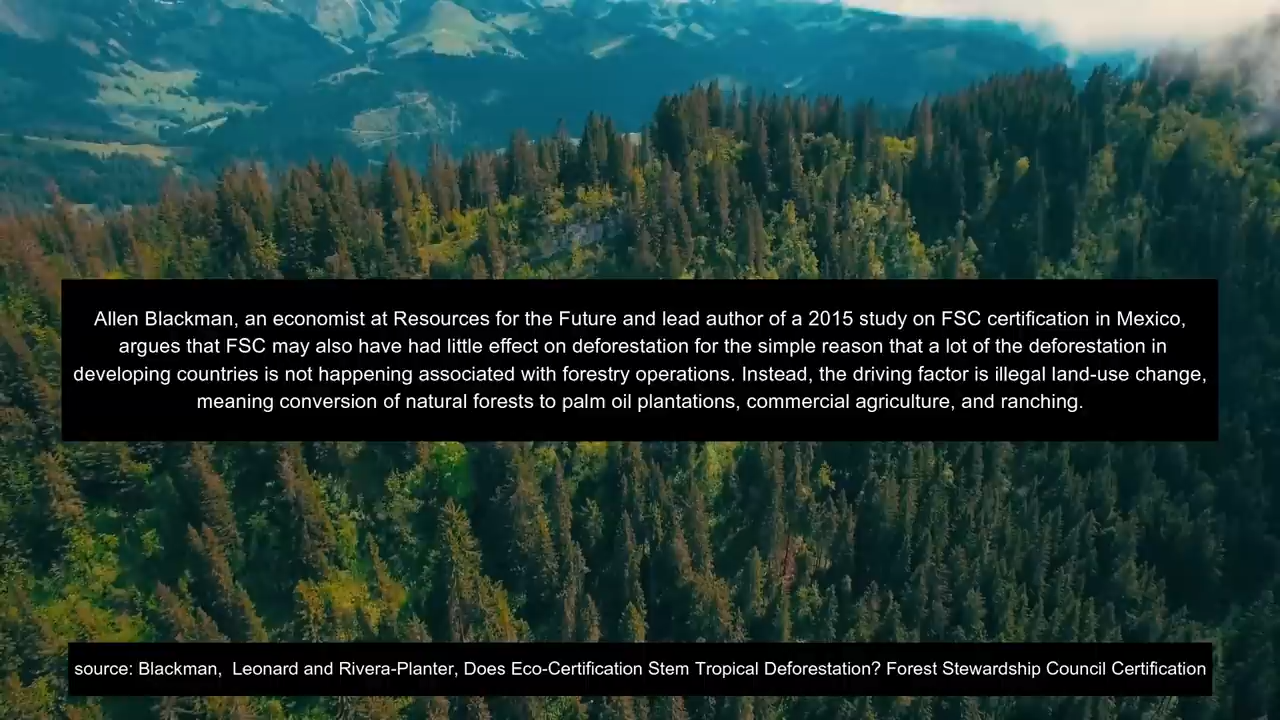 Allen Blackman, an economist at Resources for the Future and lead author of a 2015 study on FSC certification in Mexico,
argues that FSC may also have had little effect on deforestation for the simple reason that a lot of the deforestation in
developing countries is not happening associated with forestry operations. Instead, the driving factor is illegal land-use change,
meaning conversion of natural forests to palm oil plantations, commercial agriculture, and ranching.
source: Blackman,  Leonard and Rivera-Planter, Does Eco-Certification Stem Tropical Deforestation? Forest Stewardship Council Certification